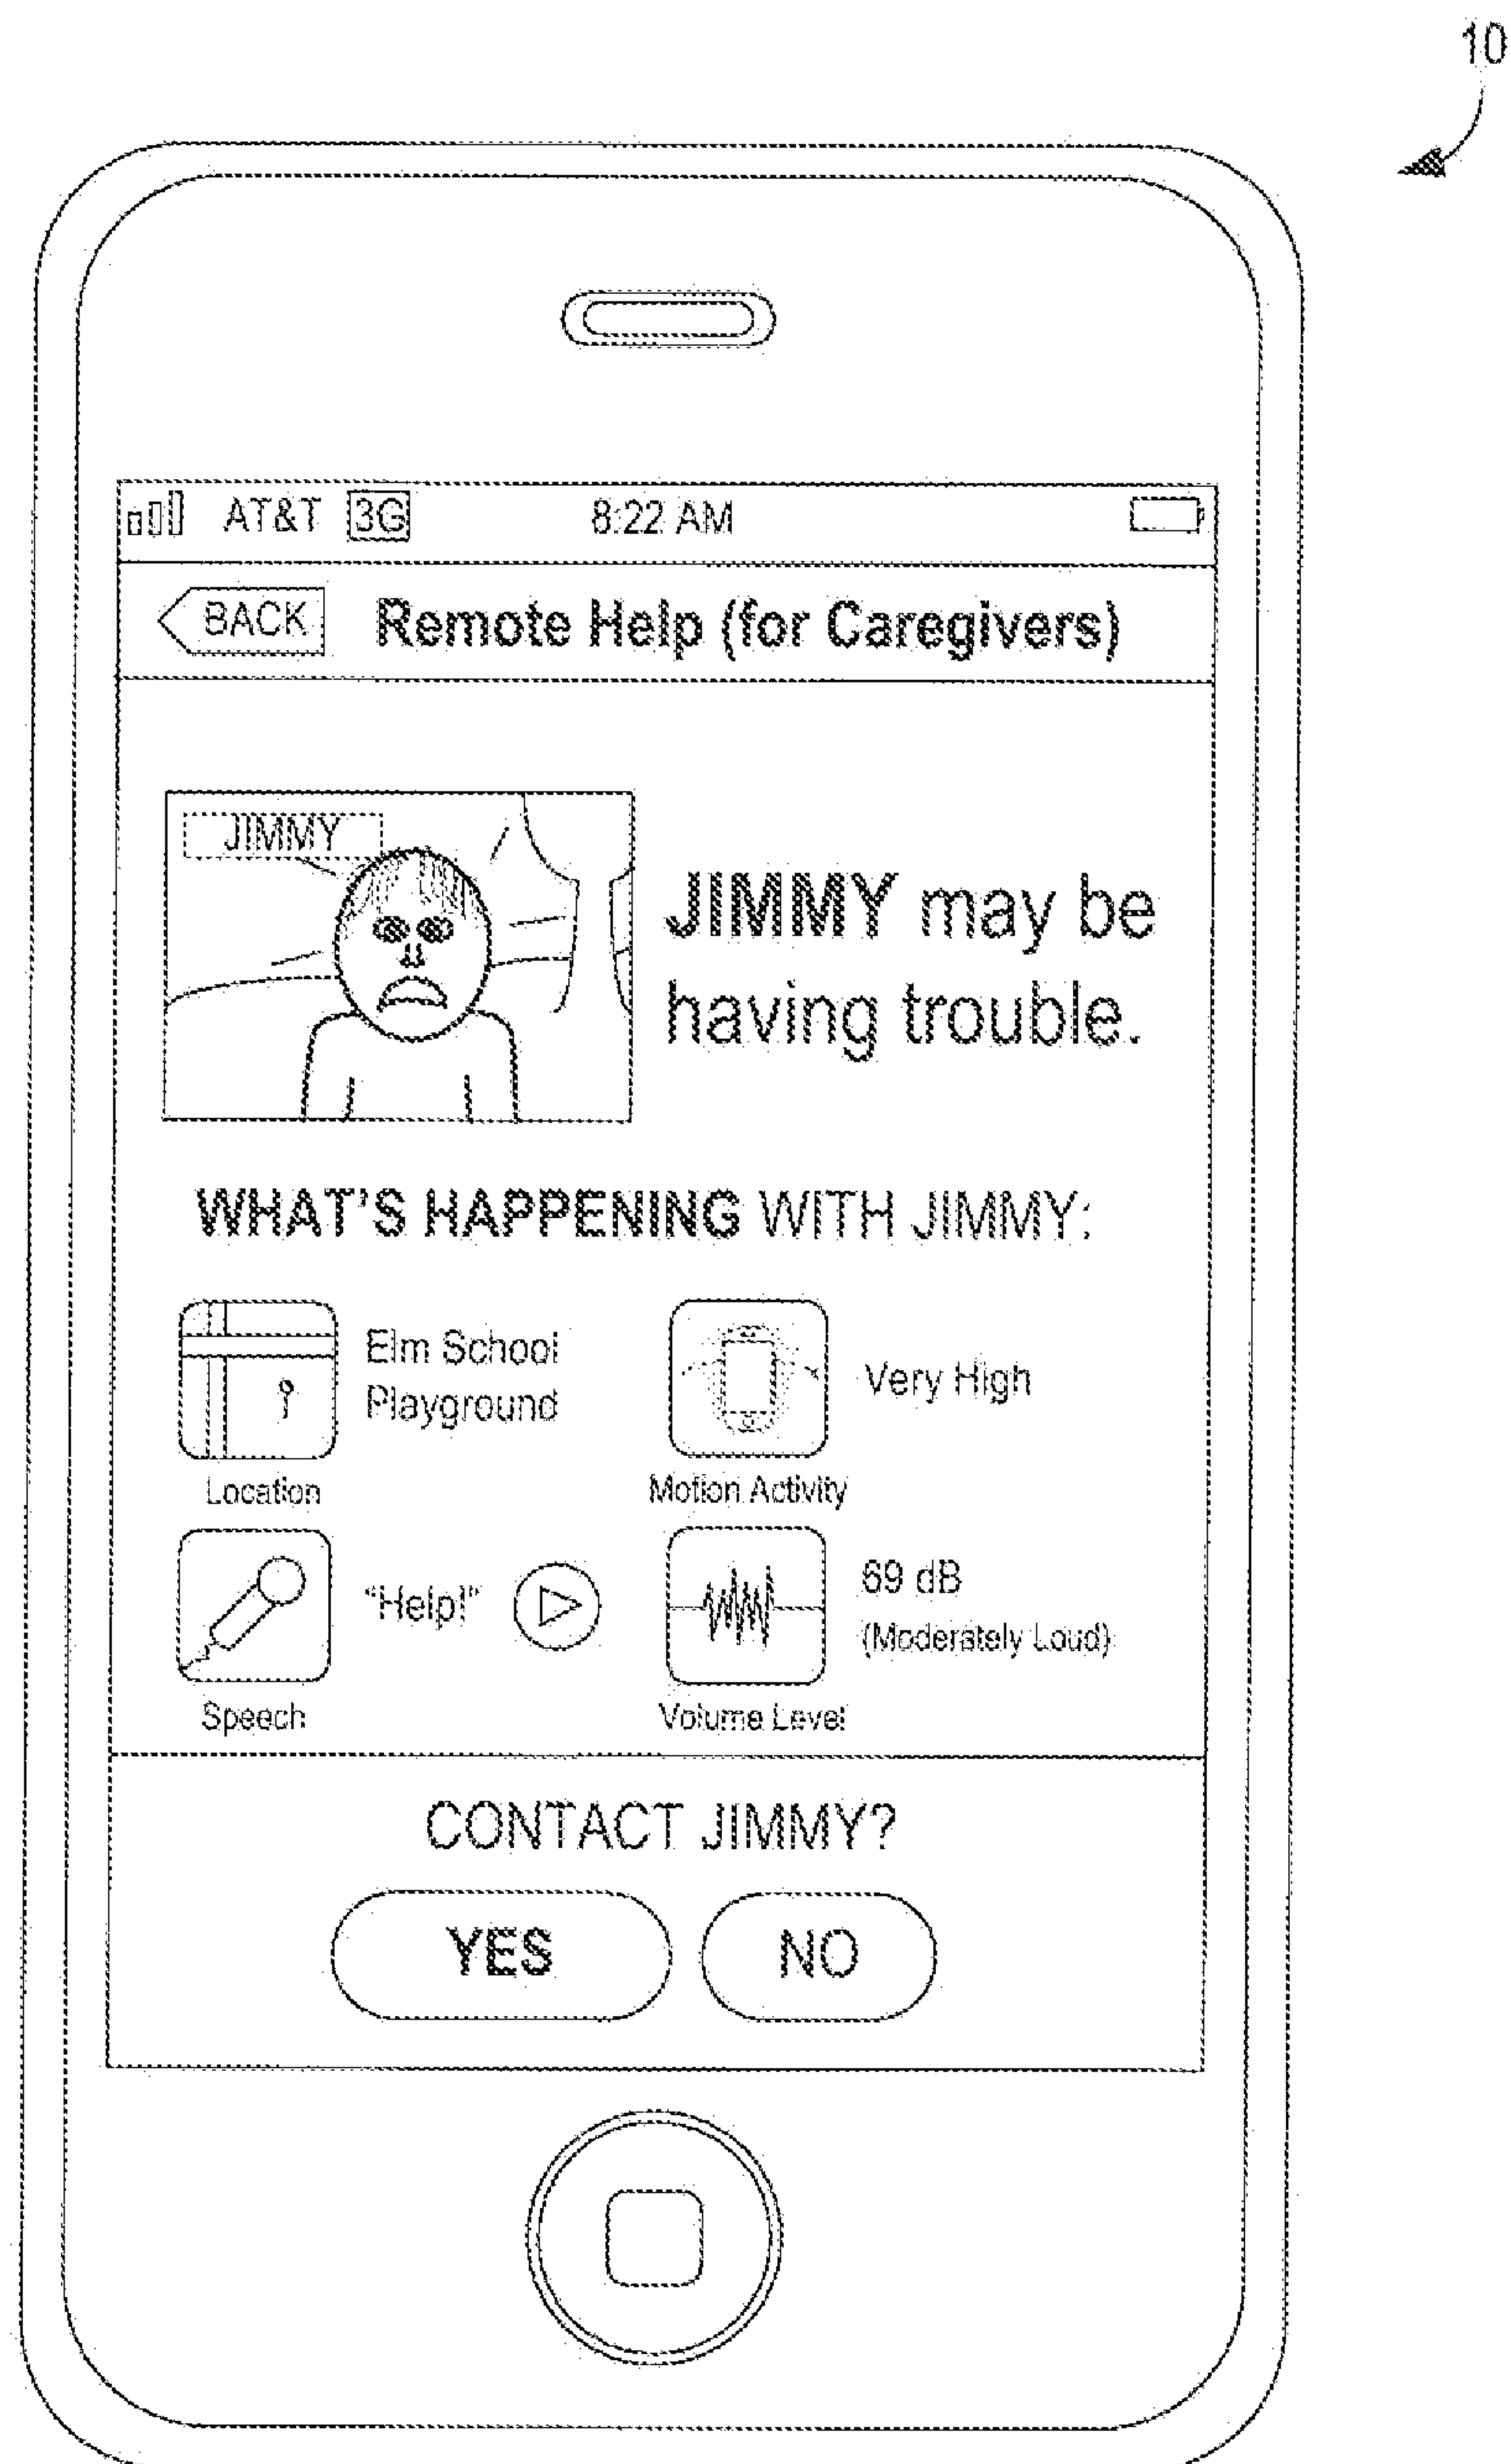 10
AT&T 3G 8:22 AM
BACK Remote Help (for Caregivers)
JIMMY
JIMMY may be
having trouble.
WHAT'S HAPPENING WITH JIMMY:
Elm School
Playground
Location
Very High
Motion Activity
"Help!"
Speech
69 dB
(Moderately Loud)
Volume Level
CONTACT JIMMY?
YES NO